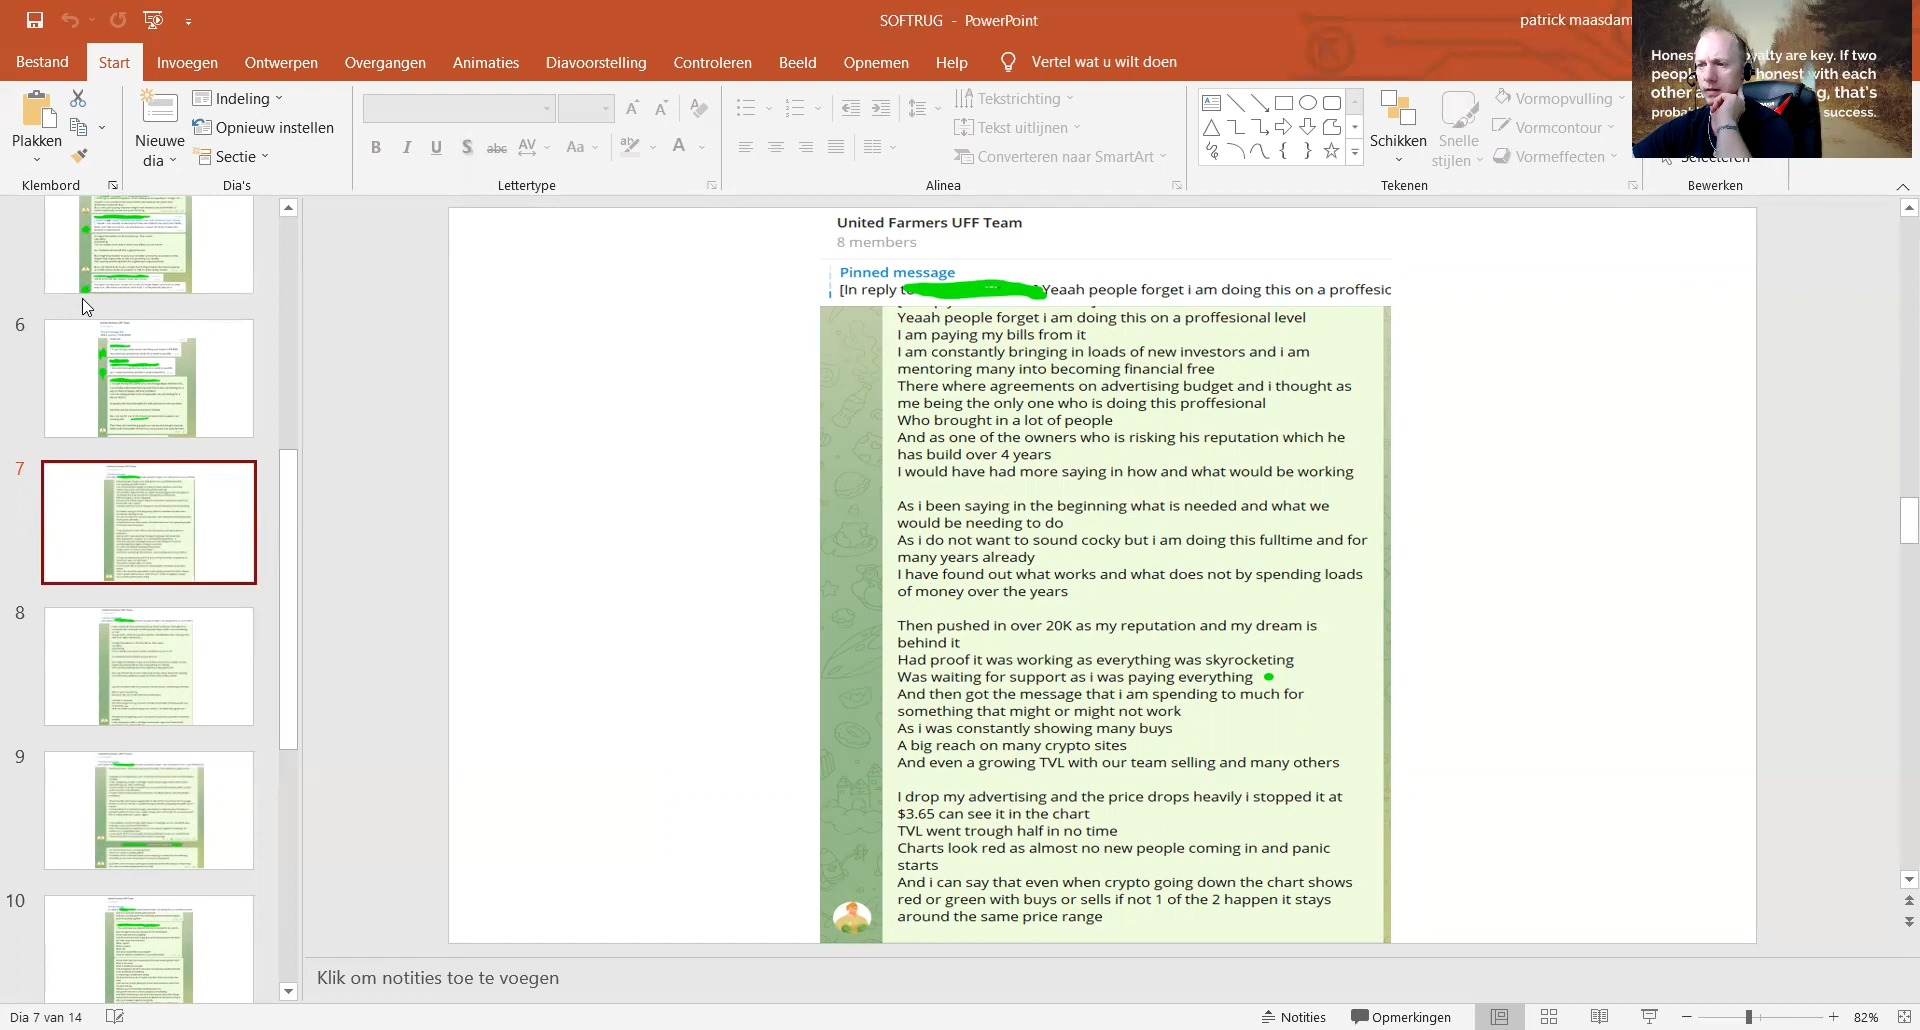 SOFTRUG - PowerPoint
patrick maasdam
Bestand
Start
Invoegen
Ontwerpen
Overgangen
Animaties
Diavoorstelling
Controleren
Beeld
Opnemen
Help
Vertel wat u wilt doen
Plakken
Klembord
Nieuwe
dia
Indeling
Opnieuw instellen
Sectie
Dia's
B I U S abc AV Aa A
Lettertype
Tekstrichting
Tekst uitlijnen
Converteren naar SmartArt
Alinea
Schikken
Snelle
stijlen
Vormopvulling
Vormcontour
Vormeffecten
Tekenen
Selecteren
Bewerken
If two
honest with each
other
that's
success.
6
7
8
9
10
United Farmers UFF Team
8 members
Pinned message
[In reply to Yeaah people forget i am doing this on a proffesic
Yeaah people forget i am doing this on a proffesional level
I am paying my bills from it
I am constantly bringing in loads of new investors and i am
mentoring many into becoming financial free
There where agreements on advertising budget and i thought as
me being the only one who is doing this proffesional
Who brought in a lot of people
And as one of the owners who is risking his reputation which he
has build over 4 years
I would have had more saying in how and what would be working
As i been saying in the beginning what is needed and what we
would be needing to do
As i do not want to sound cocky but i am doing this fulltime and for
many years already
I have found out what works and what does not by spending loads
of money over the years
Then pushed in over 20K as my reputation and my dream is
behind it
Had proof it was working as everything was skyrocketing
Was waiting for support as i was paying everything
And then got the message that i am spending to much for
something that might or might not work
As i was constantly showing many buys
A big reach on many crypto sites
And even a growing TVL with our team selling and many others
I drop my advertising and the price drops heavily i stopped it at
$3.65 can see it in the chart
TVL went trough half in no time
Charts look red as almost no new people coming in and panic
starts
And i can say that even when crypto going down the chart shows
red or green with buys or sells if not 1 of the 2 happen it stays
around the same price range
Klik om notities toe te voegen
Dia 7 van 14
Notities
Opmerkingen
82%